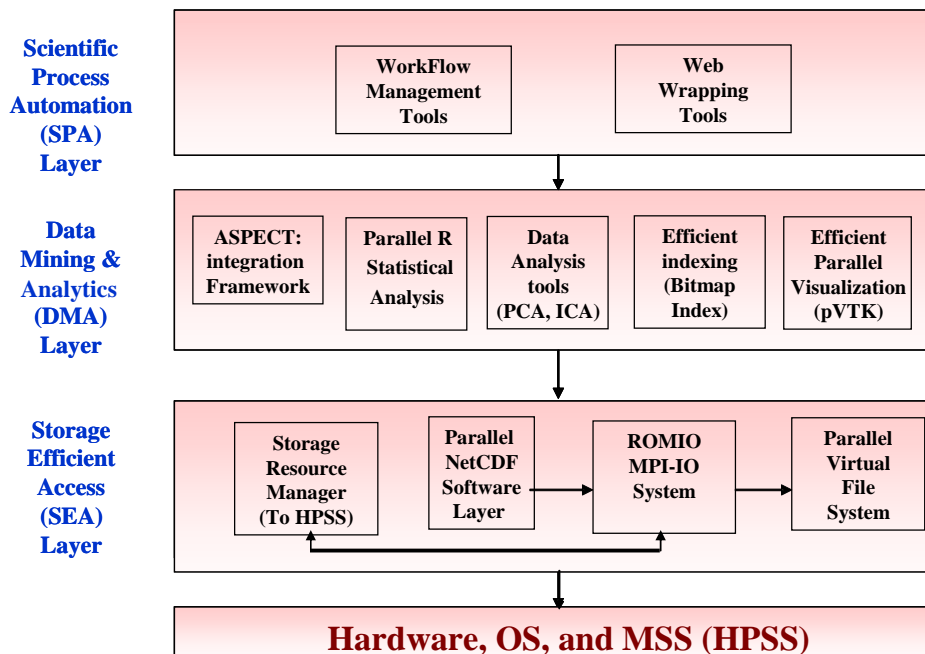 Scientific
Process
Automation
(SPA)
Layer
WorkFlow
Management
Tools
Web
Wrapping
Tools
Data
Mining &
Analytics
(DMA)
Layer
ASPECT:
integration
Framework
Parallel R
Statistical
Analysis
Data
Analysis
tools
(PCA, ICA)
Efficient
indexing
(Bitmap
Index)
Efficient
Parallel
Visualization
(pVTK)
Storage
Efficient
Access
(SEA)
Layer
Storage
Resource
Manager
(To HPSS)
Parallel
NetCDF
Software
Layer
ROMIO
MPI-IO
System
Parallel
Virtual
File
System
Hardware, OS, and MSS (HPSS)